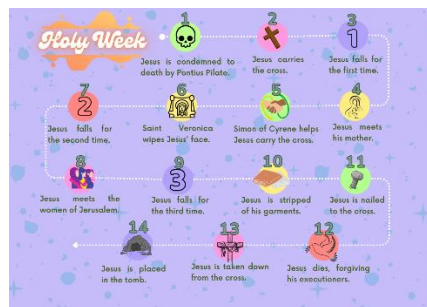 Holy Week
1
Jesus is condemned to
death by Pontius Pilate.
2
Jesus carries
the cross.
3
1
Jesus falls for
the first time.
4
Jesus meets
his mother.
5
Simon of Cyrene helps
Jesus carry the cross.
6
Saint Veronica
wipes Jesus' face.
7
2
Jesus falls for
the second time.
8
Jesus meets the
women of Jerusalem.
9
3
Jesus falls for
the third time.
10
Jesus is stripped
of his garments.
11
Jesus is nailed
to the cross.
12
Jesus dies, forgiving
his executioners.
13
Jesus is taken down
from the cross.
14
Jesus is placed
in the tomb.